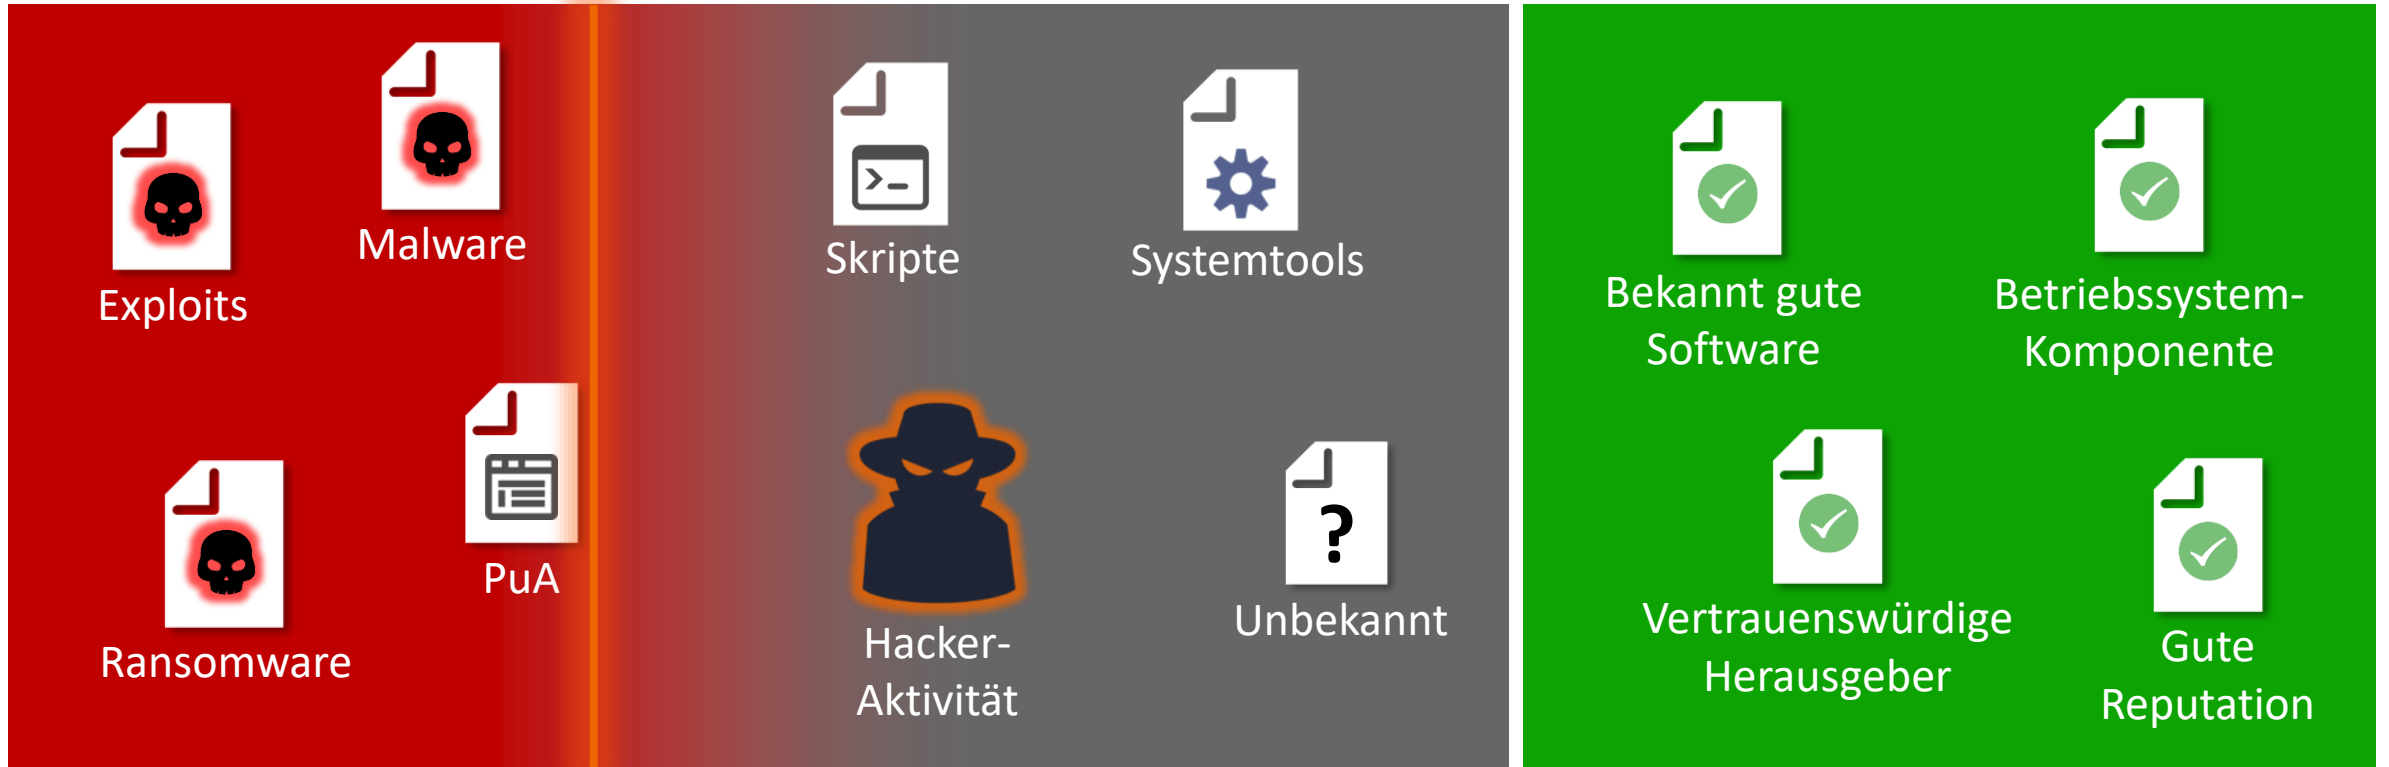 Exploits
Malware
Ransomware
PuA
Skripte
Systemtools
Hacker-
Aktivität
?
Unbekannt
Bekannt gute
Software
Betriebssystem-
Komponente
Vertrauenswürdige
Herausgeber
Gute
Reputation